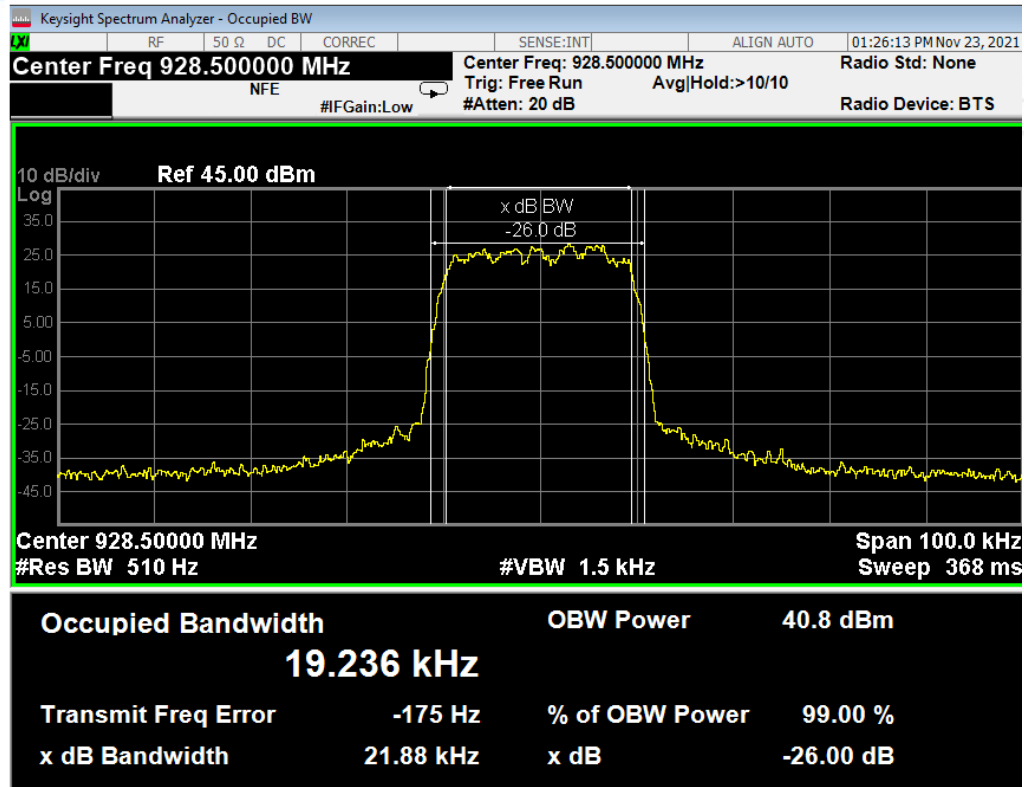 Keysight Spectrum Analyzer - Occupied BW
LXI RF 50 Ω DC CORREC SENSE:INT ALIGN AUTO 01:26:13 PM Nov 23, 2021
Center Freq 928.500000 MHz Center Freq: 928.500000 MHz Radio Std: None
NFE Trig: Free Run Avg|Hold:>10/10
#IFGain:Low #Atten: 20 dB Radio Device: BTS
10 dB/div Ref 45.00 dBm
Log
x dB BW
35.0
-26.0 dB
25.0
15.0
5.00
-5.00
-15.0
-25.0
-35.0
-45.0
Center 928.50000 MHz Span 100.0 kHz
#Res BW 510 Hz #VBW 1.5 kHz Sweep 368 ms
Occupied Bandwidth OBW Power 40.8 dBm
19.236 kHz
Transmit Freq Error -175 Hz % of OBW Power 99.00 %
x dB Bandwidth 21.88 kHz x dB -26.00 dB